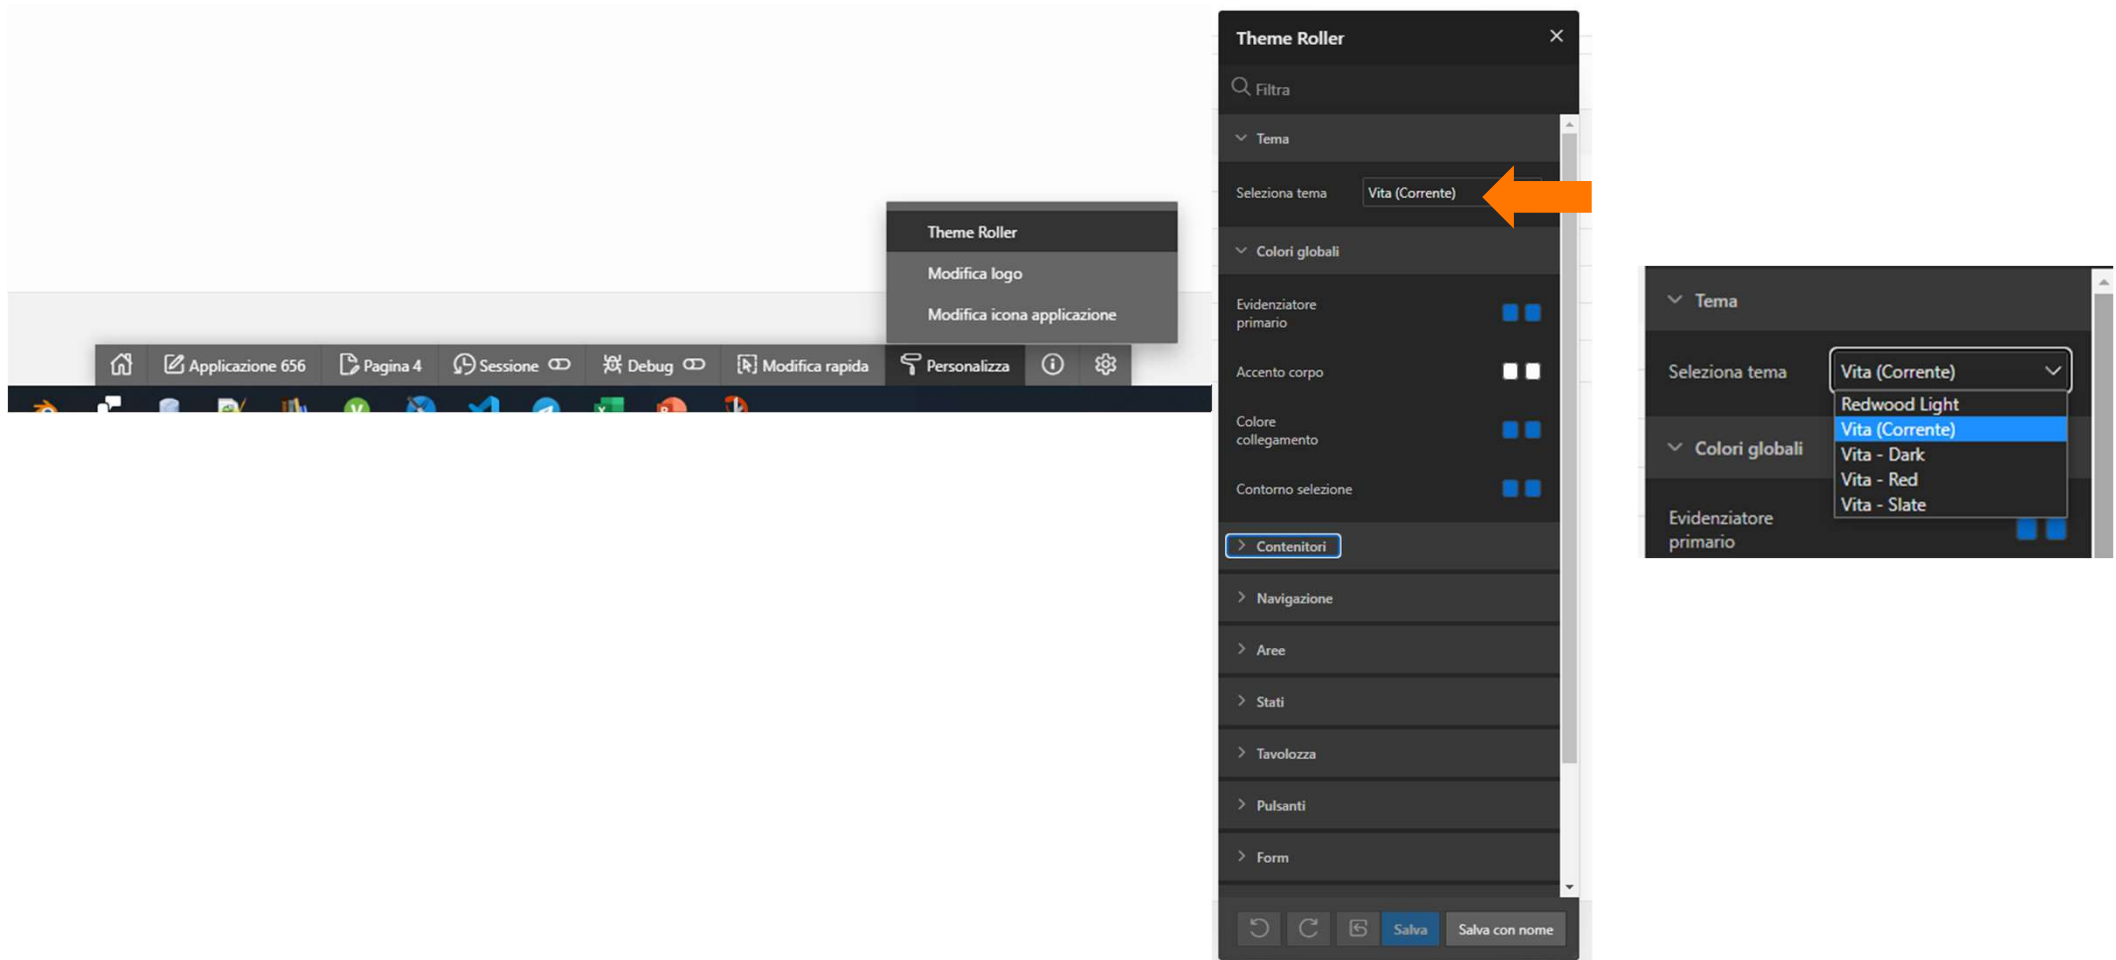 Theme Roller
Modifica logo
Modifica icona applicazione
Applicazione 656
Pagina 4
Sessione
Debug
Modifica rapida
Personalizza
Theme Roller
Filtra
Tema
Seleziona tema
Vita (Corrente)
Colori globali
Evidenziatore
primario
Accento corpo
Colore
collegamento
Contorno selezione
Contenitori
Navigazione
Aree
Stati
Tavolozza
Pulsanti
Form
Salva
Salva con nome
Tema
Seleziona tema
Vita (Corrente)
Redwood Light
Vita (Corrente)
Vita - Dark
Vita - Red
Vita - Slate
Colori globali
Evidenziatore
primario